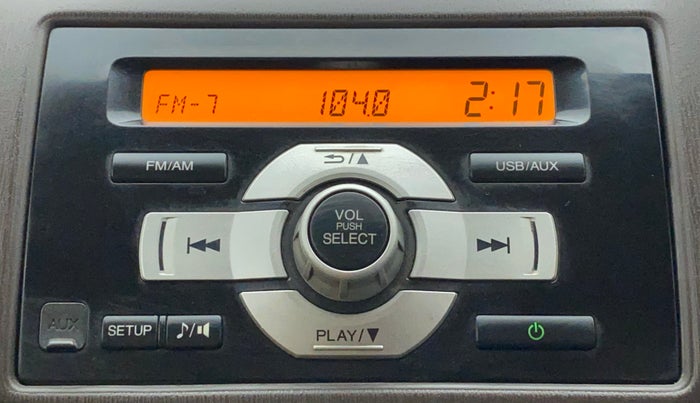 FM-7 104.0 2:17
FM/AM
/▲
USB/AUX
VOL
PUSH
SELECT
AUX
SETUP
PLAY/▼